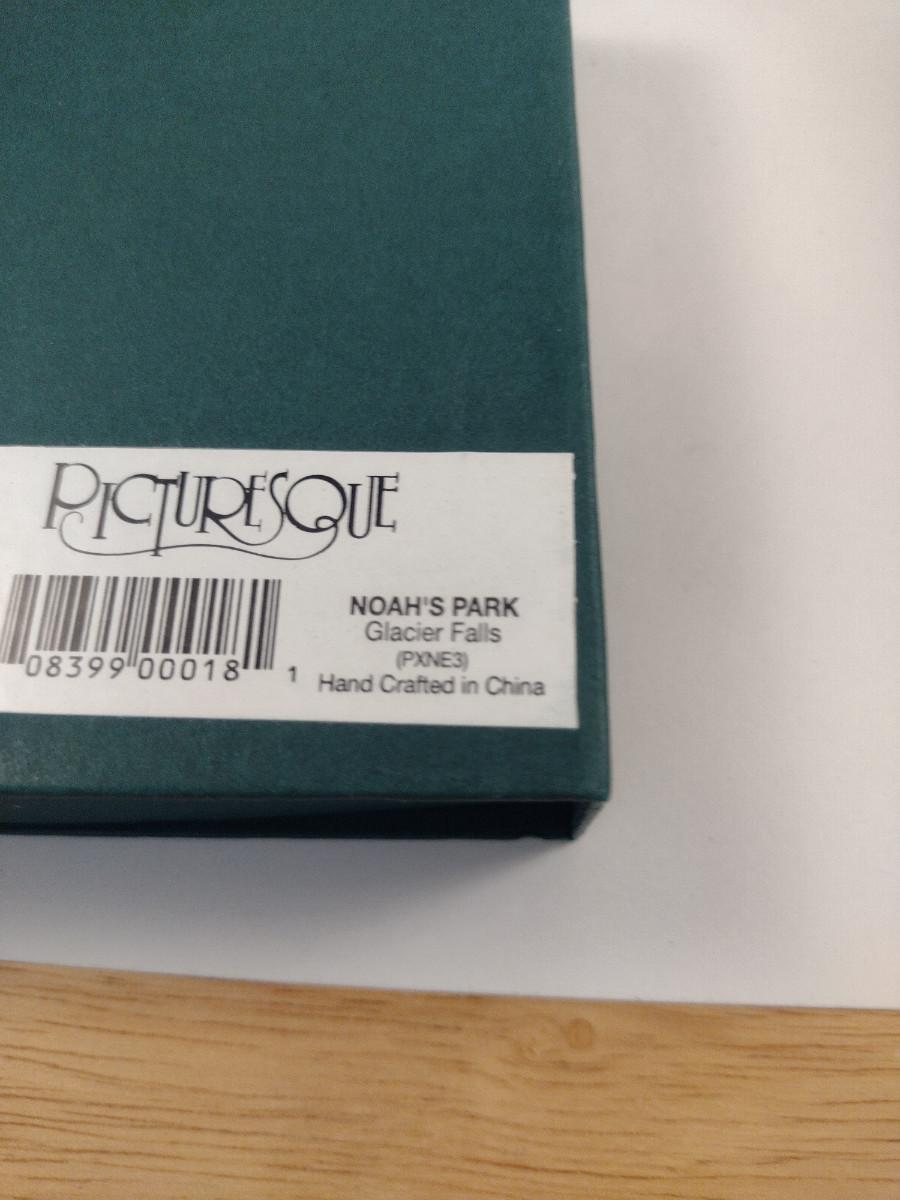 PICTURESQUE
08399 00018 1
NOAH'S PARK
Glacier Falls
(PXNE3)
Hand Crafted in China